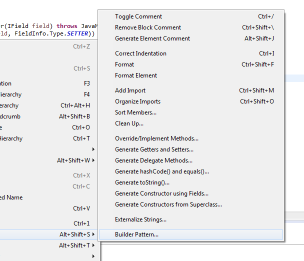 r(IField field) throws JavaM
ld, FieldInfo.Type.SETTER))
Ctrl+Z
Ctrl+S
ation F3
ierarchy F4
erarchy Ctrl+Alt+H
adcrumb Alt+Shift+B
e Ctrl+O
Hierarchy Ctrl+T
Alt+Shift+W
Ctrl+X
Ctrl+C
ed Name
Ctrl+V
Ctrl+1
Alt+Shift+S
Alt+Shift+T
Toggle Comment Ctrl+/
Remove Block Comment Ctrl+Shift+\
Generate Element Comment Alt+Shift+J
Correct Indentation Ctrl+I
Format Ctrl+Shift+F
Format Element
Add Import Ctrl+Shift+M
Organize Imports Ctrl+Shift+O
Sort Members...
Clean Up...
Override/Implement Methods...
Generate Getters and Setters...
Generate Delegate Methods...
Generate hashCode() and equals()...
Generate toString()...
Generate Constructor using Fields...
Generate Constructors from Superclass...
Externalize Strings...
Builder Pattern...